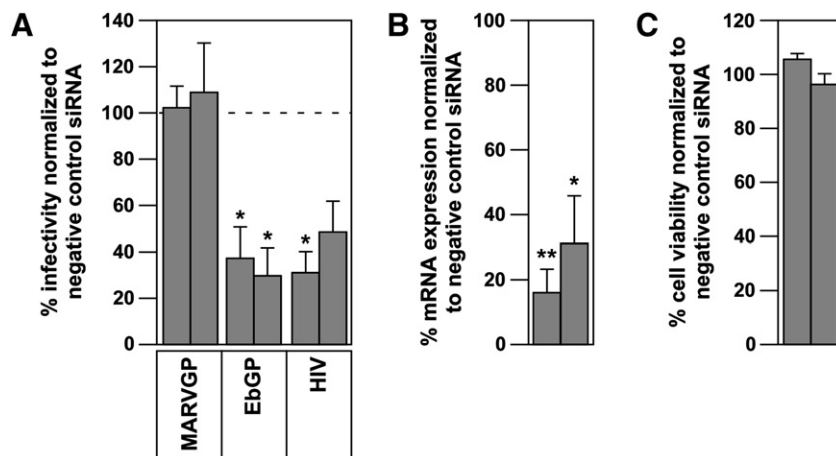 A
% infectivity normalized to
negative control siRNA
140
120
100
80
60
40
20
0
*
*
*
MARVGP
EbGP
HIV
B
% mRNA expression normalized
to negative control siRNA
100
80
60
40
20
0
**
*
C
% cell viability normalized to
negative control siRNA
120
100
120
80
60
40
20
0